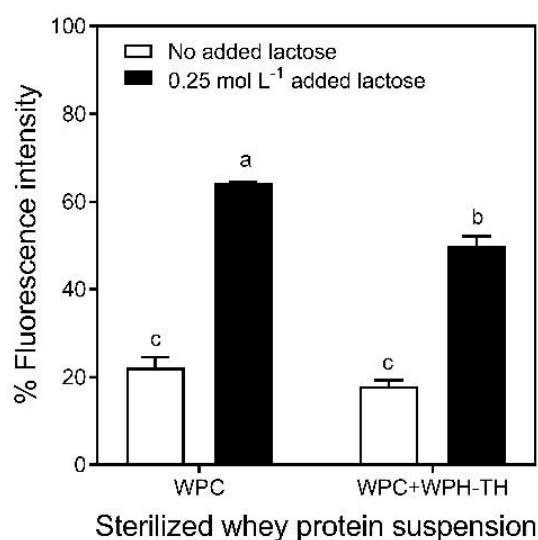 100
80
60
40
20
0
% Fluorescence intensity
No added lactose
0.25 mol L⁻¹ added lactose
c
a
c
b
WPC
WPC+WPH-TH
Sterilized whey protein suspension